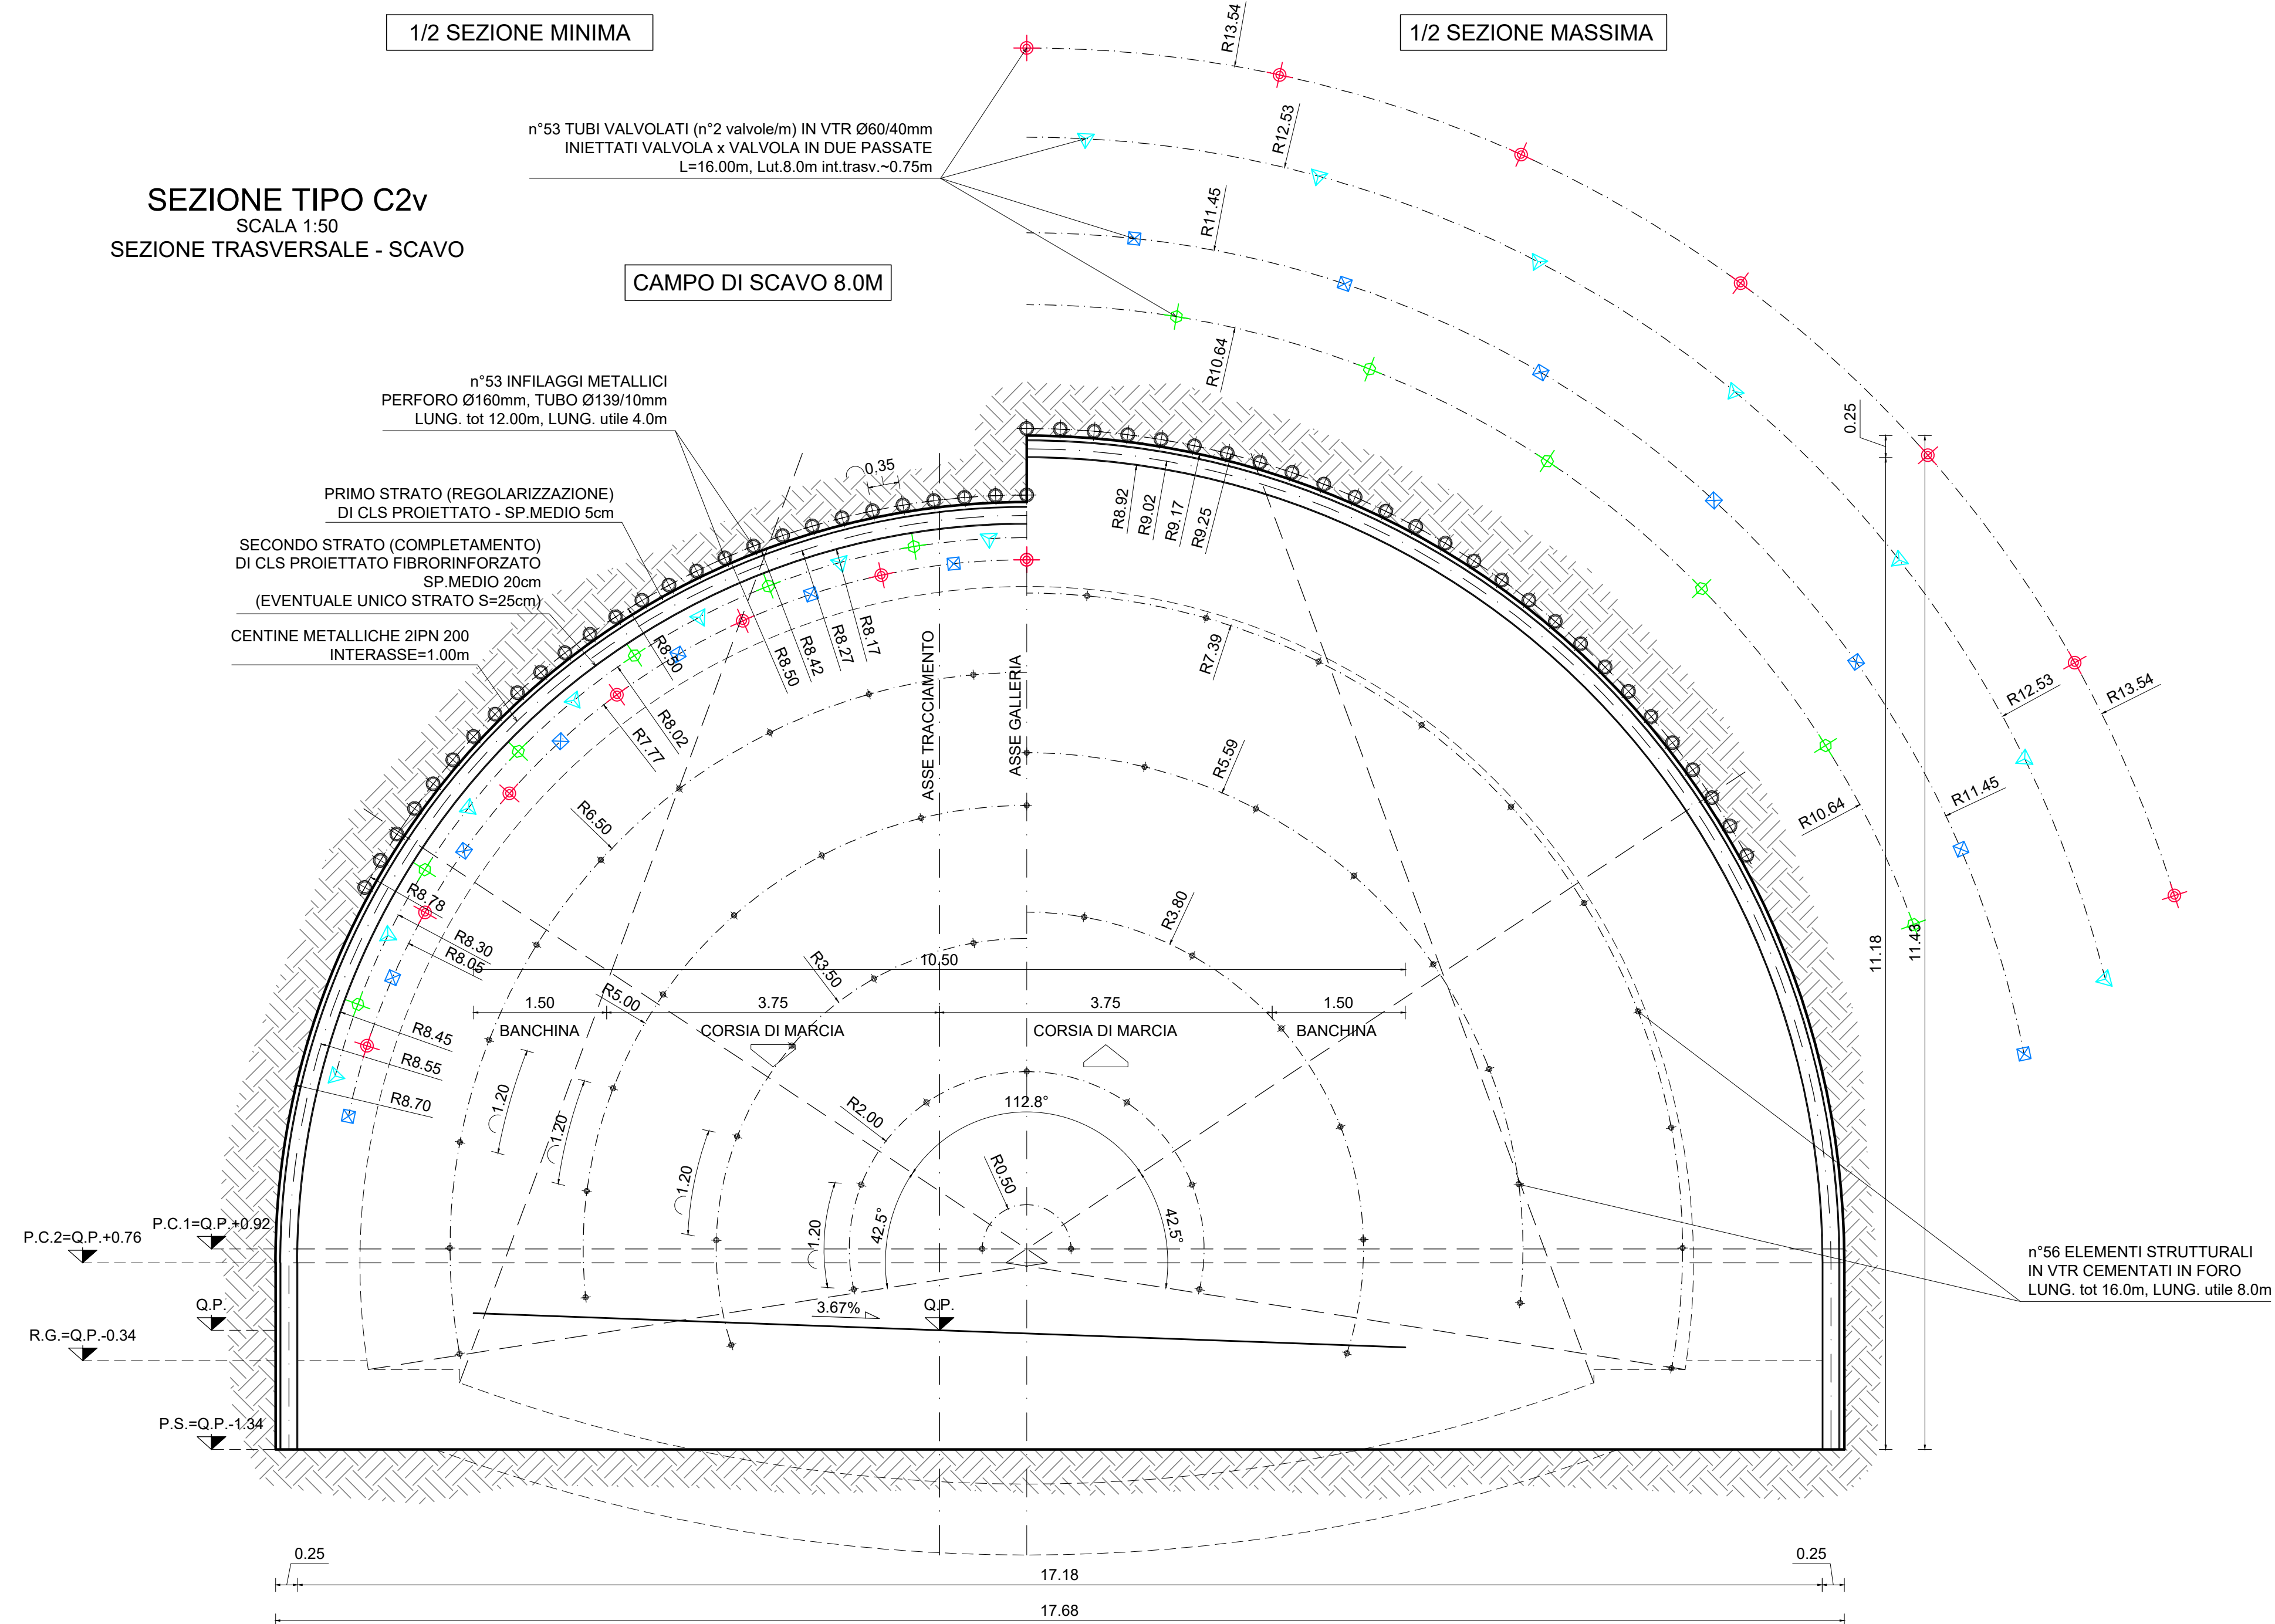 1/2 SEZIONE MINIMA
1/2 SEZIONE MASSIMA
R13.54
n°53 TUBI VALVOLATI (n°2 valvole/m) IN VTR Ø60/40mm
INIETTATI VALVOLA x VALVOLA IN DUE PASSATE
L=16.00m, Lut.8.0m int.trasv.~0.75m
R12.53
SEZIONE TIPO C2v
SCALA 1:50
SEZIONE TRASVERSALE - SCAVO
R11.45
CAMPO DI SCAVO 8.0M
R10.64
n°53 INFILAGGI METALLICI
PERFORO Ø160mm, TUBO Ø139/10mm
LUNG. tot 12.00m, LUNG. utile 4.0m
0.25
0.35
PRIMO STRATO (REGOLARIZZAZIONE)
DI CLS PROIETTATO - SP.MEDIO 5cm
R8.92
R9.02
R9.17
R9.25
SECONDO STRATO (COMPLETAMENTO)
DI CLS PROIETTATO FIBRORINFORZATO
SP.MEDIO 20cm
(EVENTUALE UNICO STRATO S=25cm)
CENTINE METALLICHE 2IPN 200
INTERASSE=1.00m
R8.50
R8.50
R8.42
R8.27
R8.17
R8.02
R7.77
ASSE TRACCIAMENTO
ASSE GALLERIA
R7.39
R12.53
R13.54
R6.50
R5.59
R11.45
R10.64
R8.78
R8.30
R8.05
R3.80
R3.50
10.50
11.18
11.43
R5.00
1.50
3.75
3.75
1.50
BANCHINA
CORSIA DI MARCIA
CORSIA DI MARCIA
BANCHINA
R8.45
R8.55
R8.70
1.20
1.20
1.20
1.20
R2.00
112.8°
R0.50
42.5°
42.5°
P.C.1=Q.P.+0.92
P.C.2=Q.P.+0.76
n°56 ELEMENTI STRUTTURALI
IN VTR CEMENTATI IN FORO
LUNG. tot 16.0m, LUNG. utile 8.0m
Q.P.
3.67%
Q.P.
R.G.=Q.P.-0.34
P.S.=Q.P.-1.34
0.25
0.25
17.18
17.68